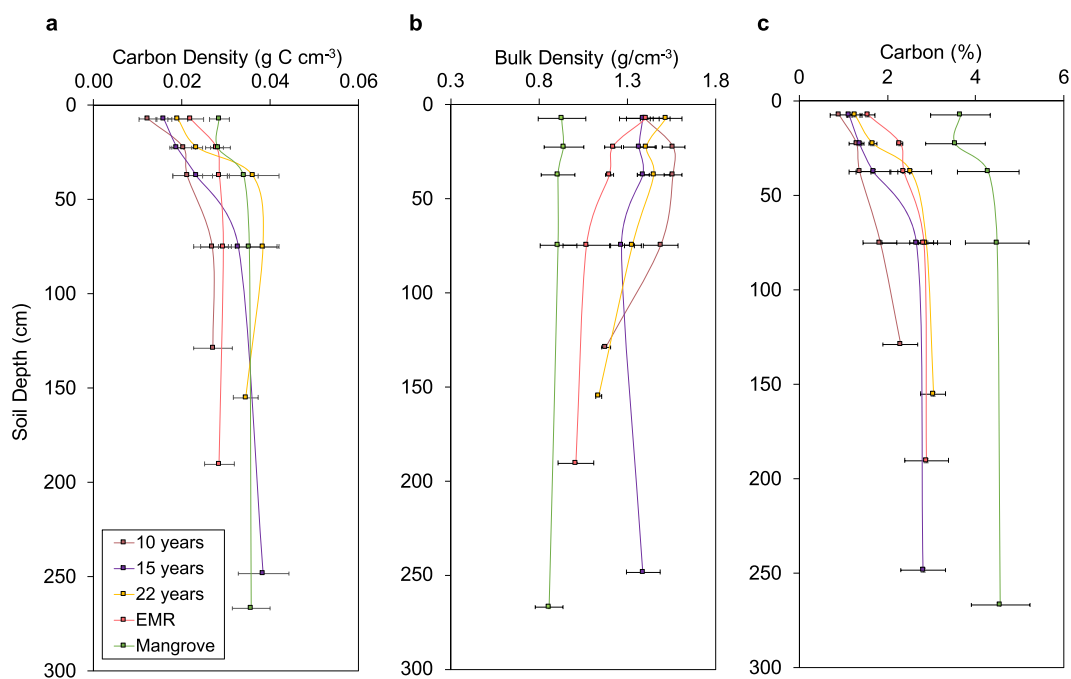 a
Carbon Density (g C cm-3)
0.00 0.02 0.04 0.06
0
50
100
150
200
250
300
Soil Depth (cm)
10 years
15 years
22 years
EMR
Mangrove
b
Bulk Density (g/cm³)
0.3 0.8 1.3 1.8
0
50
100
150
200
250
300
c
Carbon (%)
0 2 4 6
0
50
100
150
200
250
300